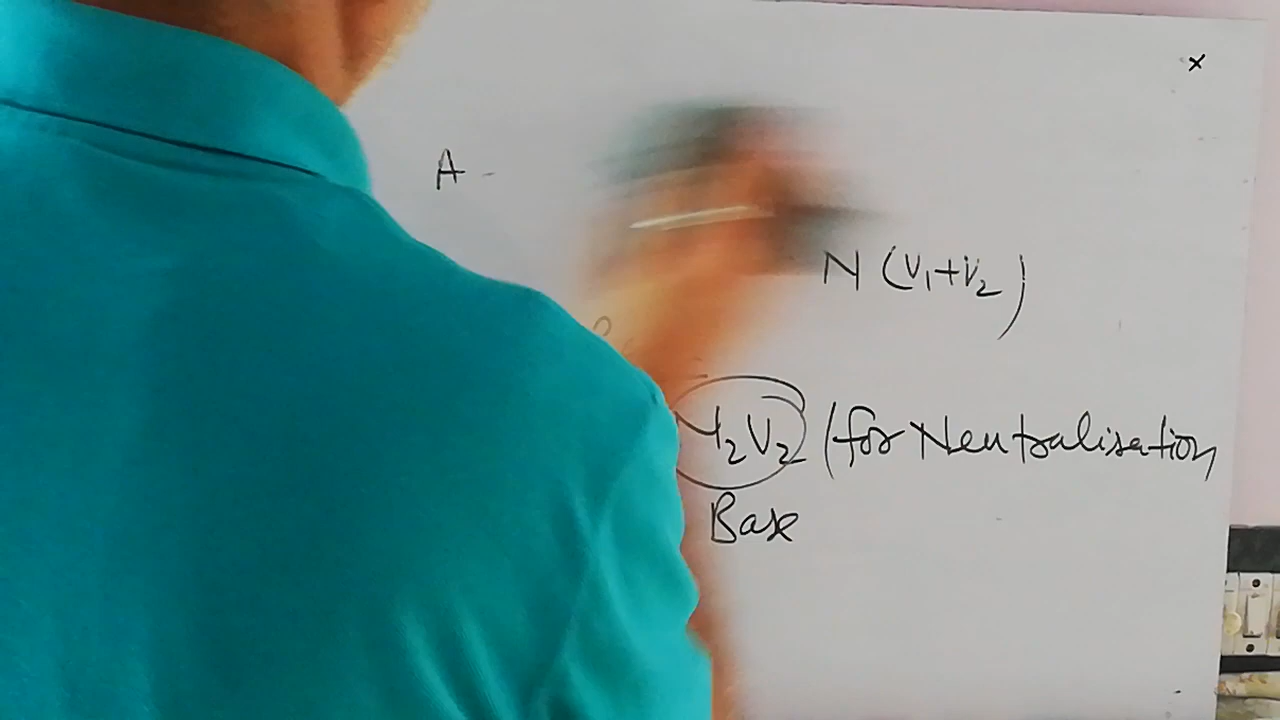 x
A -
N (V₁+V₂)
N₂V₂ (for Neutralisation
Base